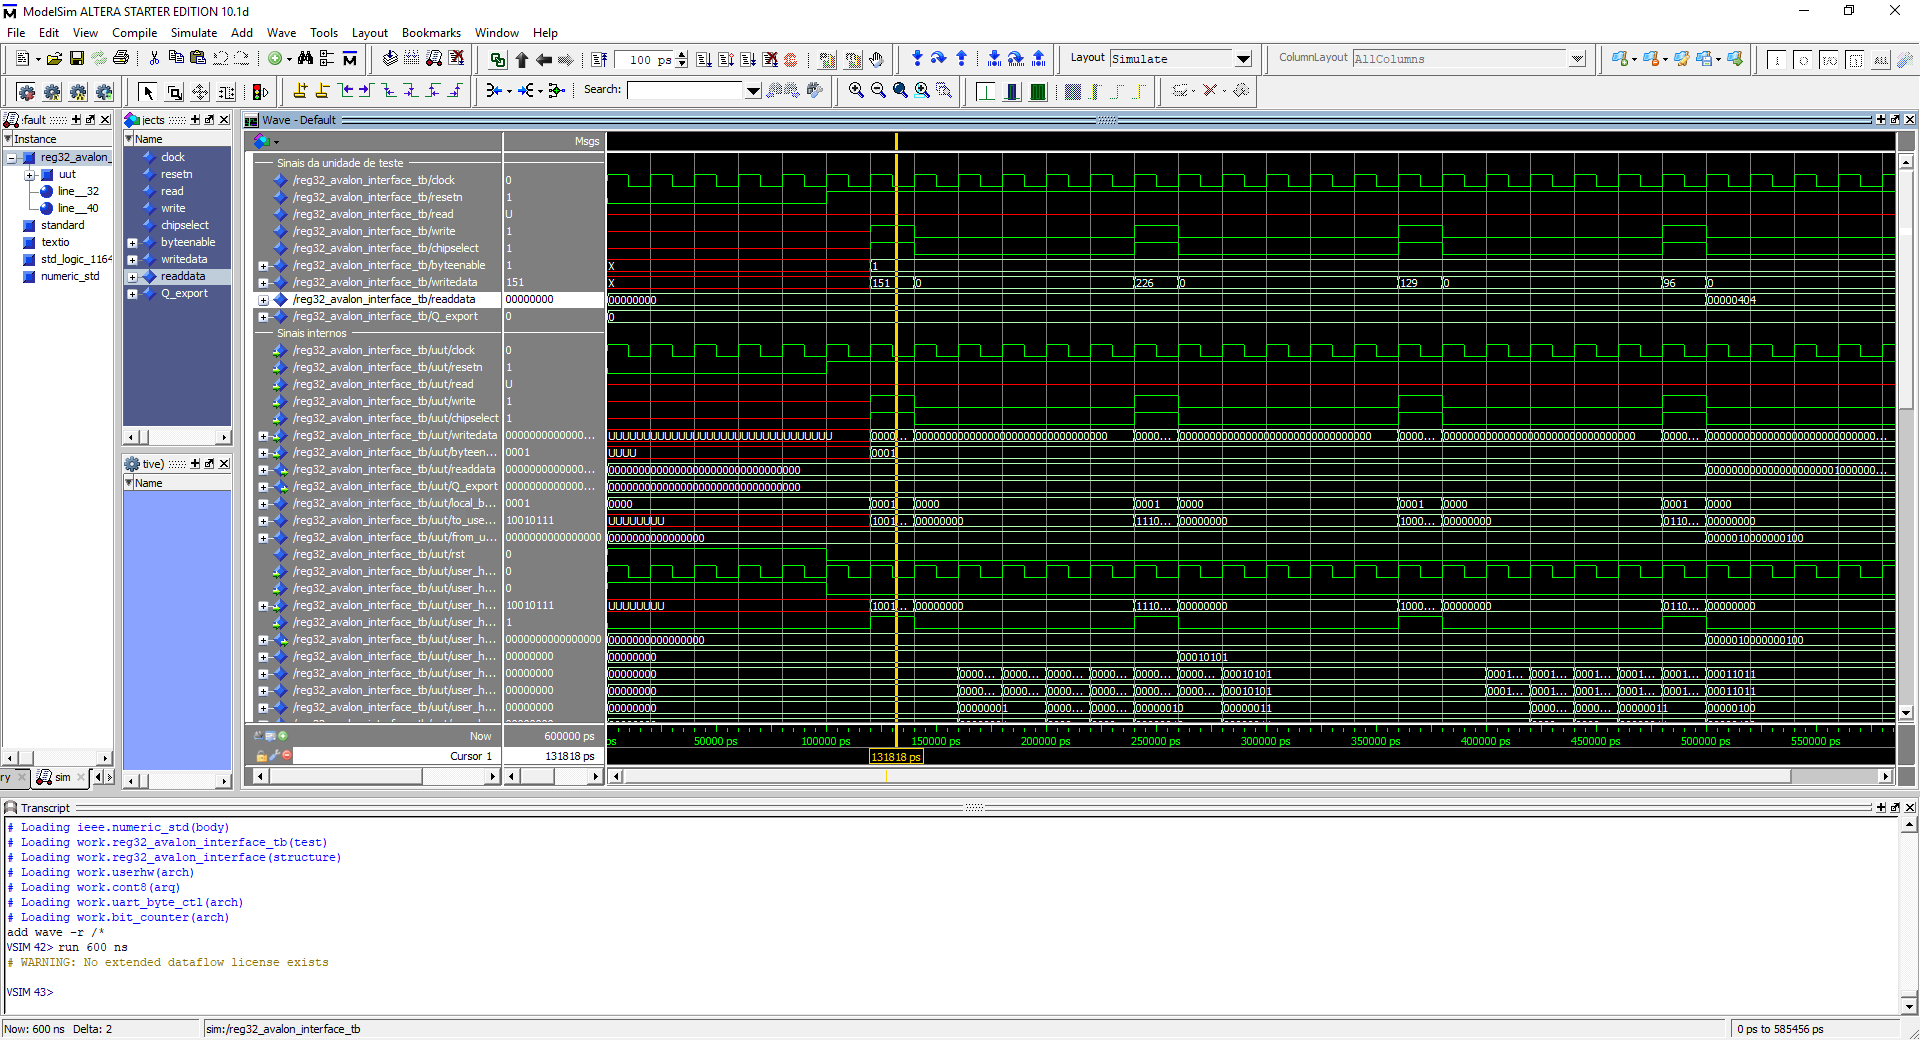 ModelSim ALTERA STARTER EDITION 10.1d
File Edit View Compile Simulate Add Wave Tools Layout Bookmarks Window Help
100 ps
Layout Simulate
ColumnLayout AllColumns
Search:
fault
Instance
reg32_avalon_
uut
line__32
line__40
standard
textio
std_logic_1164
numeric_std
sim
jects
Name
clock
resetn
read
write
chipselect
byteenable
writedata
readdata
Q_export
tive)
Name
Wave - Default
Msgs
Sinais da unidade de teste
/reg32_avalon_interface_tb/clock 0
/reg32_avalon_interface_tb/resetn 1
/reg32_avalon_interface_tb/read U
/reg32_avalon_interface_tb/write 1
/reg32_avalon_interface_tb/chipselect 1
/reg32_avalon_interface_tb/byteenable 1 X 1
/reg32_avalon_interface_tb/writedata 151 X 151 0 226 0 129 0 96 0
/reg32_avalon_interface_tb/readdata 00000000 00000000 00000404
/reg32_avalon_interface_tb/Q_export 0 0
Sinais internos
/reg32_avalon_interface_tb/uut/clock 0
/reg32_avalon_interface_tb/uut/resetn 1
/reg32_avalon_interface_tb/uut/read U
/reg32_avalon_interface_tb/uut/write 1
/reg32_avalon_interface_tb/uut/chipselect 1
/reg32_avalon_interface_tb/uut/writedata 0000000000000... UUUUUUUUUUUUUUUUUUUUUUUUUUUUUUUU 0000... 00000000000000000000000000000000 0000... 00000000000000000000000000000000 0000... 00000000000000000000000000000000 0000... 0000000000000000000000000000...
/reg32_avalon_interface_tb/uut/byteen... 0001 UUUU 0001
/reg32_avalon_interface_tb/uut/readdata 0000000000000... 00000000000000000000000000000000 0000000000000000000001000000...
/reg32_avalon_interface_tb/uut/Q_export 0000000000000... 00000000000000000000000000000000
/reg32_avalon_interface_tb/uut/local_b... 0001 0000 0001 0000 0001 0000 0001 0000 0001 0000
/reg32_avalon_interface_tb/uut/to_use... 10010111 UUUUUUUU 1001... 00000000 1110... 00000000 1000... 00000000 0110... 00000000
/reg32_avalon_interface_tb/uut/from_u... 0000000000000000 0000000000000000 0000010000000100
/reg32_avalon_interface_tb/uut/rst 0
/reg32_avalon_interface_tb/uut/user_h... 0
/reg32_avalon_interface_tb/uut/user_h... 0
/reg32_avalon_interface_tb/uut/user_h... 10010111 UUUUUUUU 1001... 00000000 1110... 00000000 1000... 00000000 0110... 00000000
/reg32_avalon_interface_tb/uut/user_h... 1
/reg32_avalon_interface_tb/uut/user_h... 0000000000000000 0000000000000000 0000010000000100
/reg32_avalon_interface_tb/uut/user_h... 00000000 00000000 00010101
/reg32_avalon_interface_tb/uut/user_h... 00000000 00000000 0000... 0000... 0000... 0000... 0000... 0000... 00010101 0001... 0001... 0001... 0001... 0001... 00011011
/reg32_avalon_interface_tb/uut/user_h... 00000000 00000000 0000... 0000... 0000... 0000... 0000... 0000... 00010101 0001... 0001... 0001... 0001... 0001... 00011011
/reg32_avalon_interface_tb/uut/user_h... 00000000 00000000 00000001 0000... 0000... 00000010 00000011 0000... 0000... 00000011 00000100
Now 600000 ps ps 50000 ps 100000 ps 150000 ps 200000 ps 250000 ps 300000 ps 350000 ps 400000 ps 450000 ps 500000 ps 550000 ps
Cursor 1 131818 ps 131818 ps
Transcript
# Loading ieee.numeric_std(body)
# Loading work.reg32_avalon_interface_tb(test)
# Loading work.reg32_avalon_interface(structure)
# Loading work.userhw(arch)
# Loading work.cont8(arq)
# Loading work.uart_byte_ctl(arch)
# Loading work.bit_counter(arch)
add wave -r /*
VSIM 42> run 600 ns
# WARNING: No extended dataflow license exists
VSIM 43>
Now: 600 ns Delta: 2
sim:/reg32_avalon_interface_tb
0 ps to 585456 ps